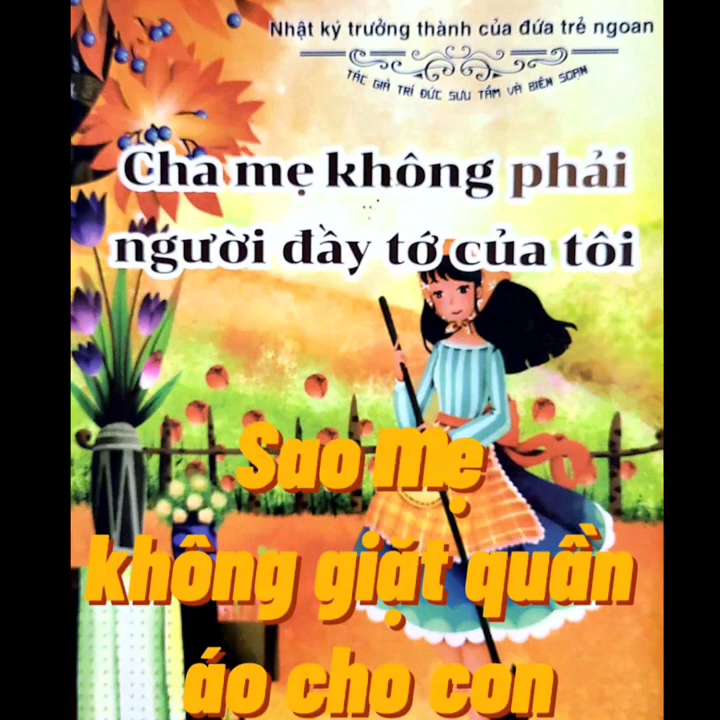 Nhật ký trưởng thành của đứa trẻ ngoan
TÁC GIẢ TRÍ ĐỨC SƯU TẦM VÀ BIÊN SOẠN
Cha mẹ không phải
người đầy tớ của tôi
Sao Mẹ
không giặt quần
áo cho con